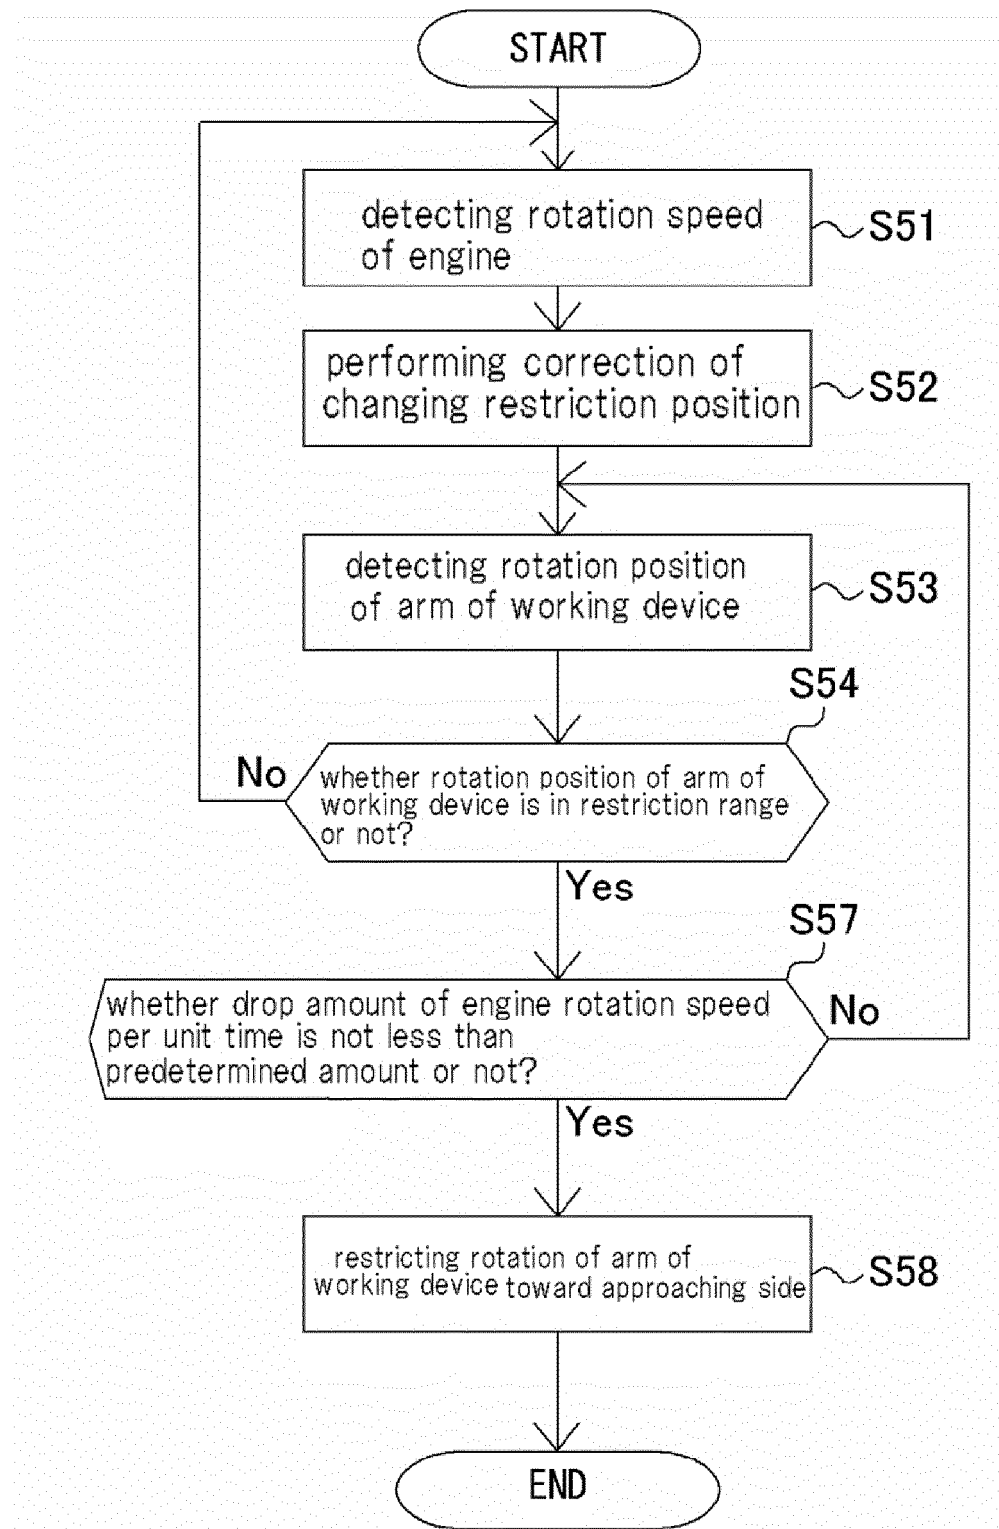 START
detecting rotation speed
of engine
S51
performing correction of
changing restriction position
S52
detecting rotation position
of arm of working device
S53
S54
No
whether rotation position of arm of
working device is in restriction range
or not?
Yes
S57
whether drop amount of engine rotation speed
per unit time is not less than
predetermined amount or not?
No
Yes
restricting rotation of arm of
working device toward approaching side
S58
END